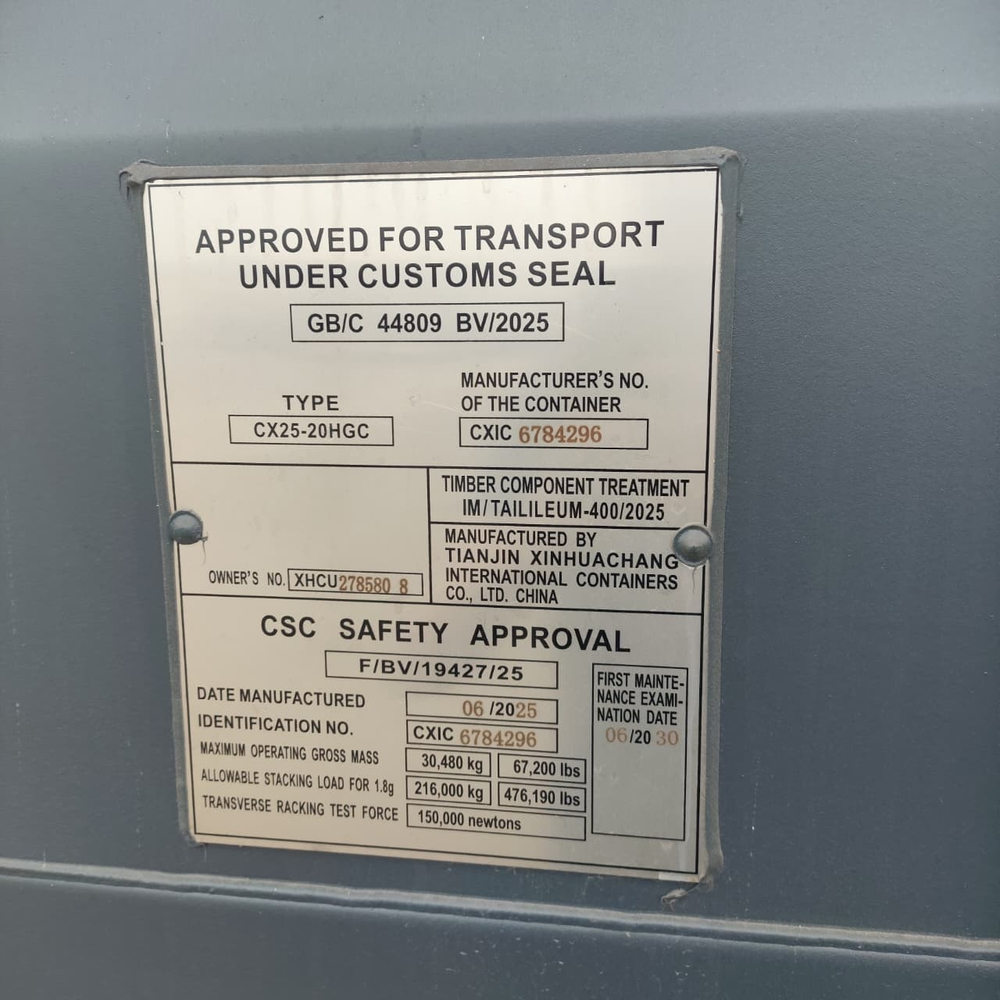 APPROVED FOR TRANSPORT
UNDER CUSTOMS SEAL
GB/C 44809 BV/2025
TYPE
CX25-20HGC
MANUFACTURER'S NO.
OF THE CONTAINER
CXIC 6784296
TIMBER COMPONENT TREATMENT
IM/TAILILEUM-400/2025
OWNER'S NO. XHCU278580 8
MANUFACTURED BY
TIANJIN XINHUACHANG
INTERNATIONAL CONTAINERS
CO., LTD. CHINA
CSC SAFETY APPROVAL
F/BV/19427/25
DATE MANUFACTURED 06/2025
IDENTIFICATION NO. CXIC 6784296
MAXIMUM OPERATING GROSS MASS 30,480 kg 67,200 lbs
ALLOWABLE STACKING LOAD FOR 1.8g 216,000 kg 476,190 lbs
TRANSVERSE RACKING TEST FORCE 150,000 newtons
FIRST MAINTE-
NANCE EXAMI-
NATION DATE
06/20 30